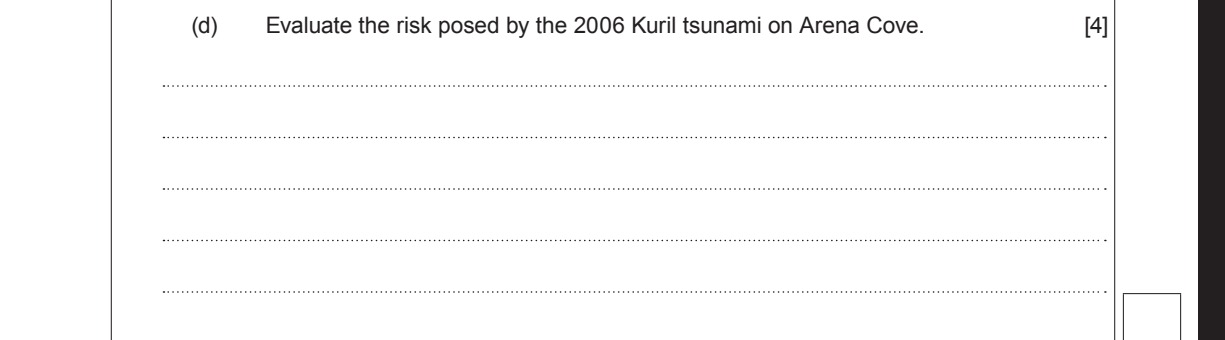 (d) Evaluate the risk posed by the 2006 Kuril tsunami on Arena Cove. [4]